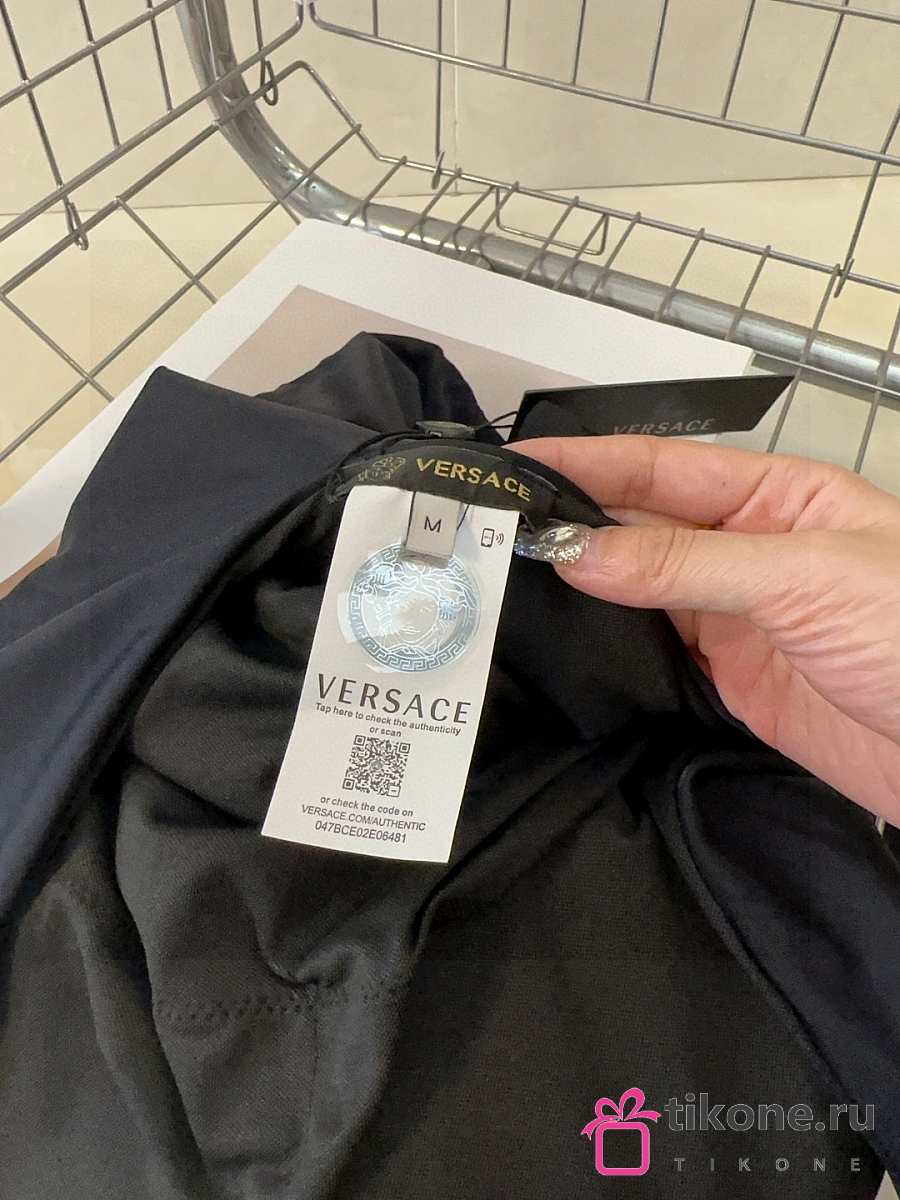 VERSACE
VERSACE
M
VERSACE
Tap here to check the authenticity
or scan
or check the code on
VERSACE.COM/AUTHENTIC
047BCE02E06481
tikone.ru
TIKONE